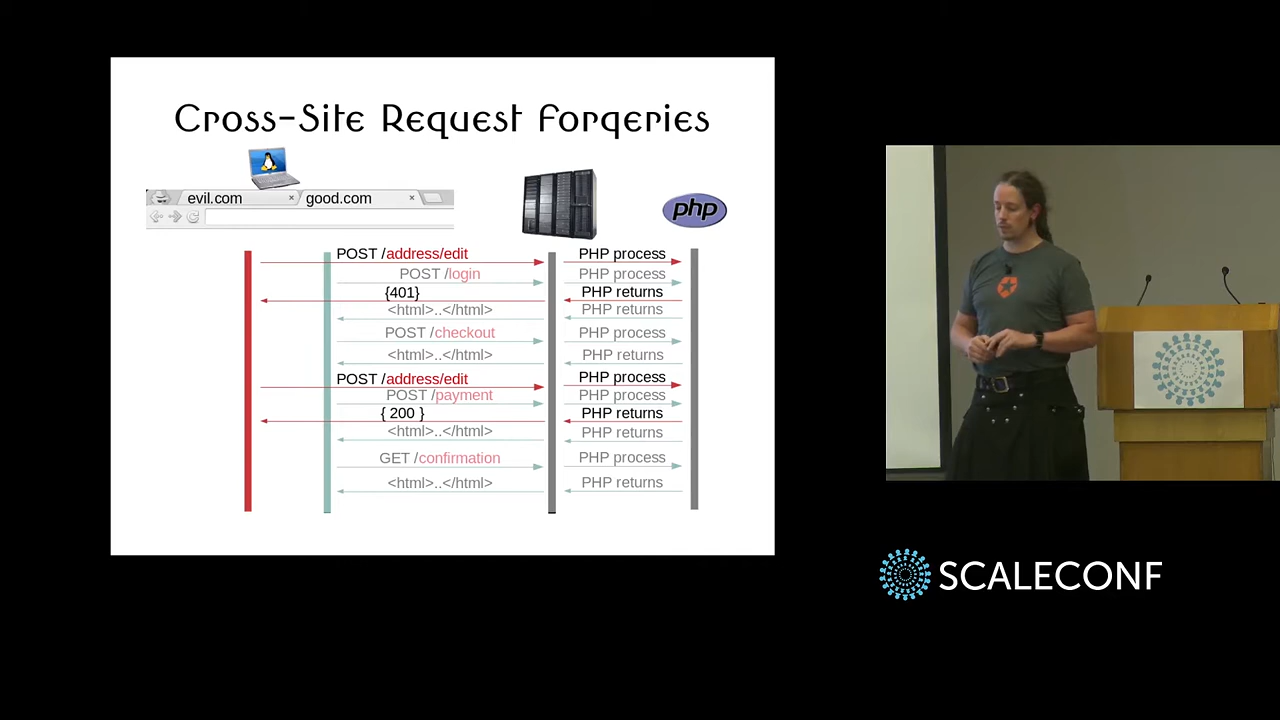 Cross-Site Request Forgeries
evil.com × good.com ×
php
POST /address/edit PHP process
POST /login PHP process
{401} PHP returns
<html>..</html> PHP returns
POST /checkout PHP process
<html>..</html> PHP returns
POST /address/edit PHP process
POST /payment PHP process
{ 200 } PHP returns
<html>..</html> PHP returns
GET /confirmation PHP process
<html>..</html> PHP returns
SCALECONF